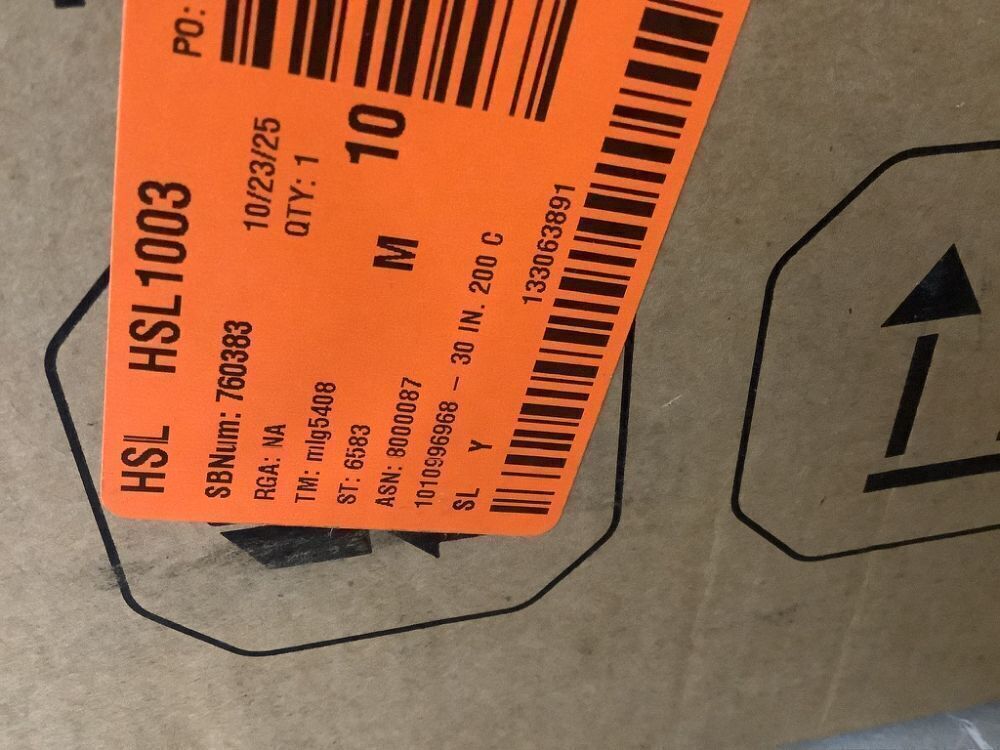 HSL HSL1003
SBNum: 760383 10/23/25 PO:
RGA: NA QTY: 1
TM: mlg5408
ST: 6583 M 10
ASN: 8000087
1010996968 – 30 IN. 200 C
SL Y
133063891